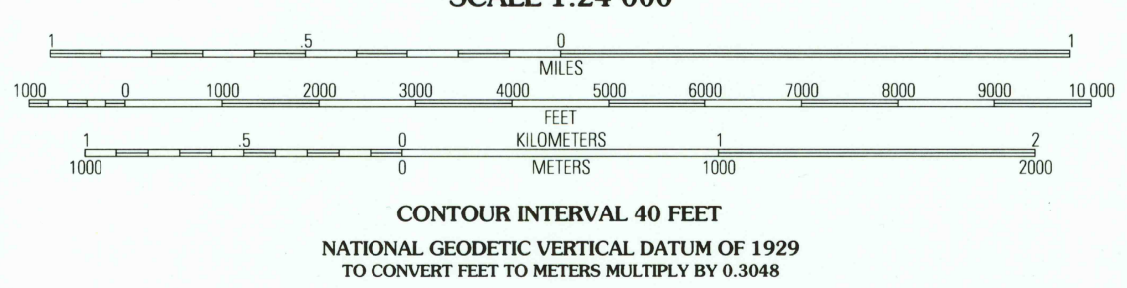 SCALE 1:24 000
1 .5 0 1
MILES
1000 0 1000 2000 3000 4000 5000 6000 7000 8000 9000 10 000
FEET
1 .5 0 KILOMETERS 1 2
1000 0 METERS 1000 2000
CONTOUR INTERVAL 40 FEET
NATIONAL GEODETIC VERTICAL DATUM OF 1929
TO CONVERT FEET TO METERS MULTIPLY BY 0.3048